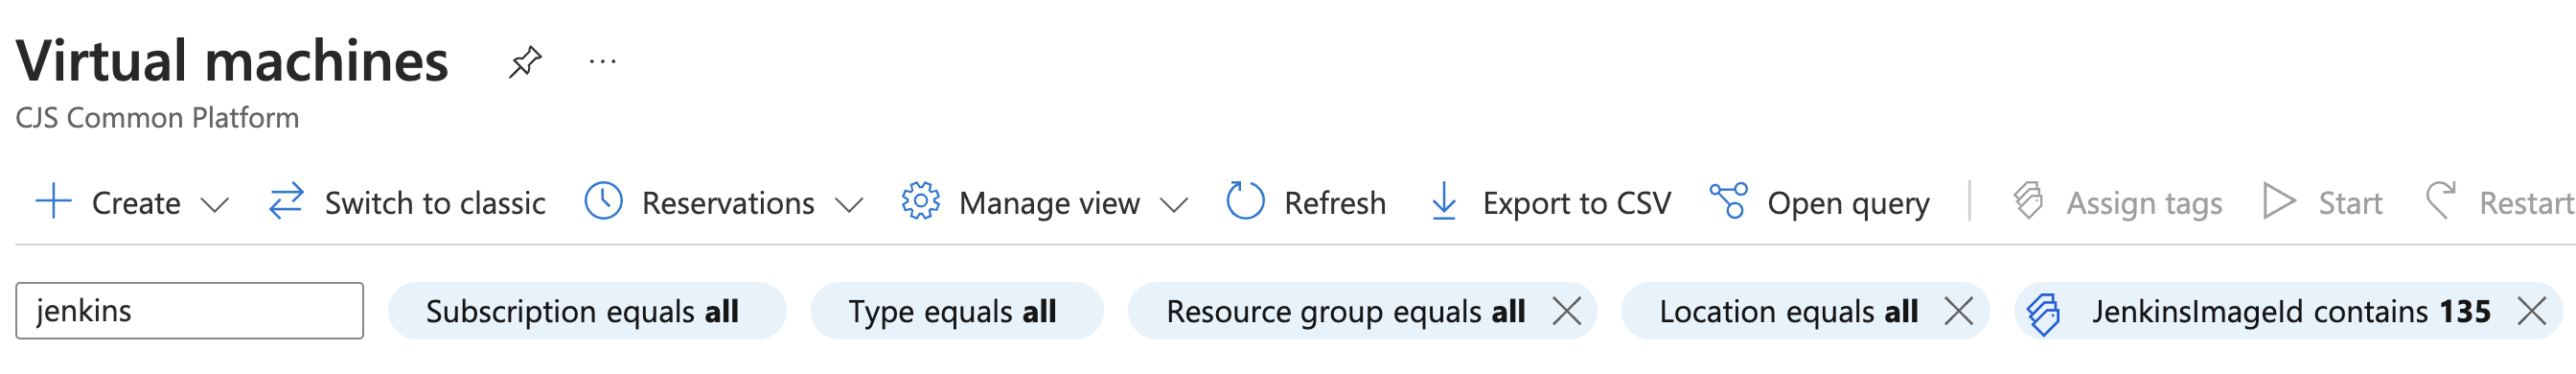 Virtual machines
CJS Common Platform
Create Switch to classic Reservations Manage view Refresh Export to CSV Open query Assign tags Start Restart
jenkins Subscription equals all Type equals all Resource group equals all Location equals all JenkinsImageId contains 135